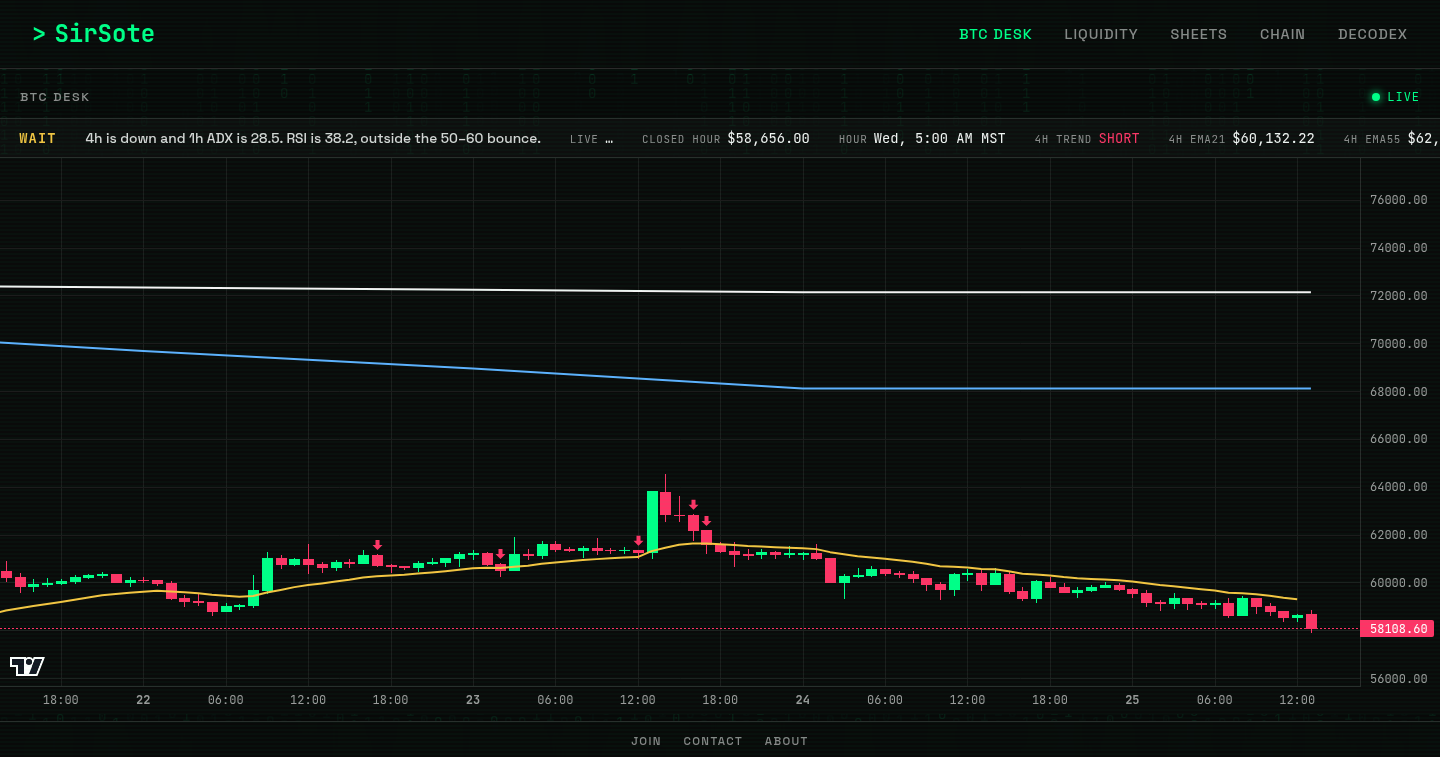 > SirSote
BTC DESK LIQUIDITY SHEETS CHAIN DECODEX
BTC DESK
LIVE
WAIT 4h is down and 1h ADX is 28.5. RSI is 38.2, outside the 50–60 bounce. LIVE … CLOSED HOUR $58,656.00 HOUR Wed, 5:00 AM MST 4H TREND SHORT 4H EMA21 $60,132.22 4H EMA55 $62,
76000.00
74000.00
72000.00
70000.00
68000.00
66000.00
64000.00
62000.00
60000.00
58108.60
56000.00
18:00 22 06:00 12:00 18:00 23 06:00 12:00 18:00 24 06:00 12:00 18:00 25 06:00 12:00
JOIN CONTACT ABOUT